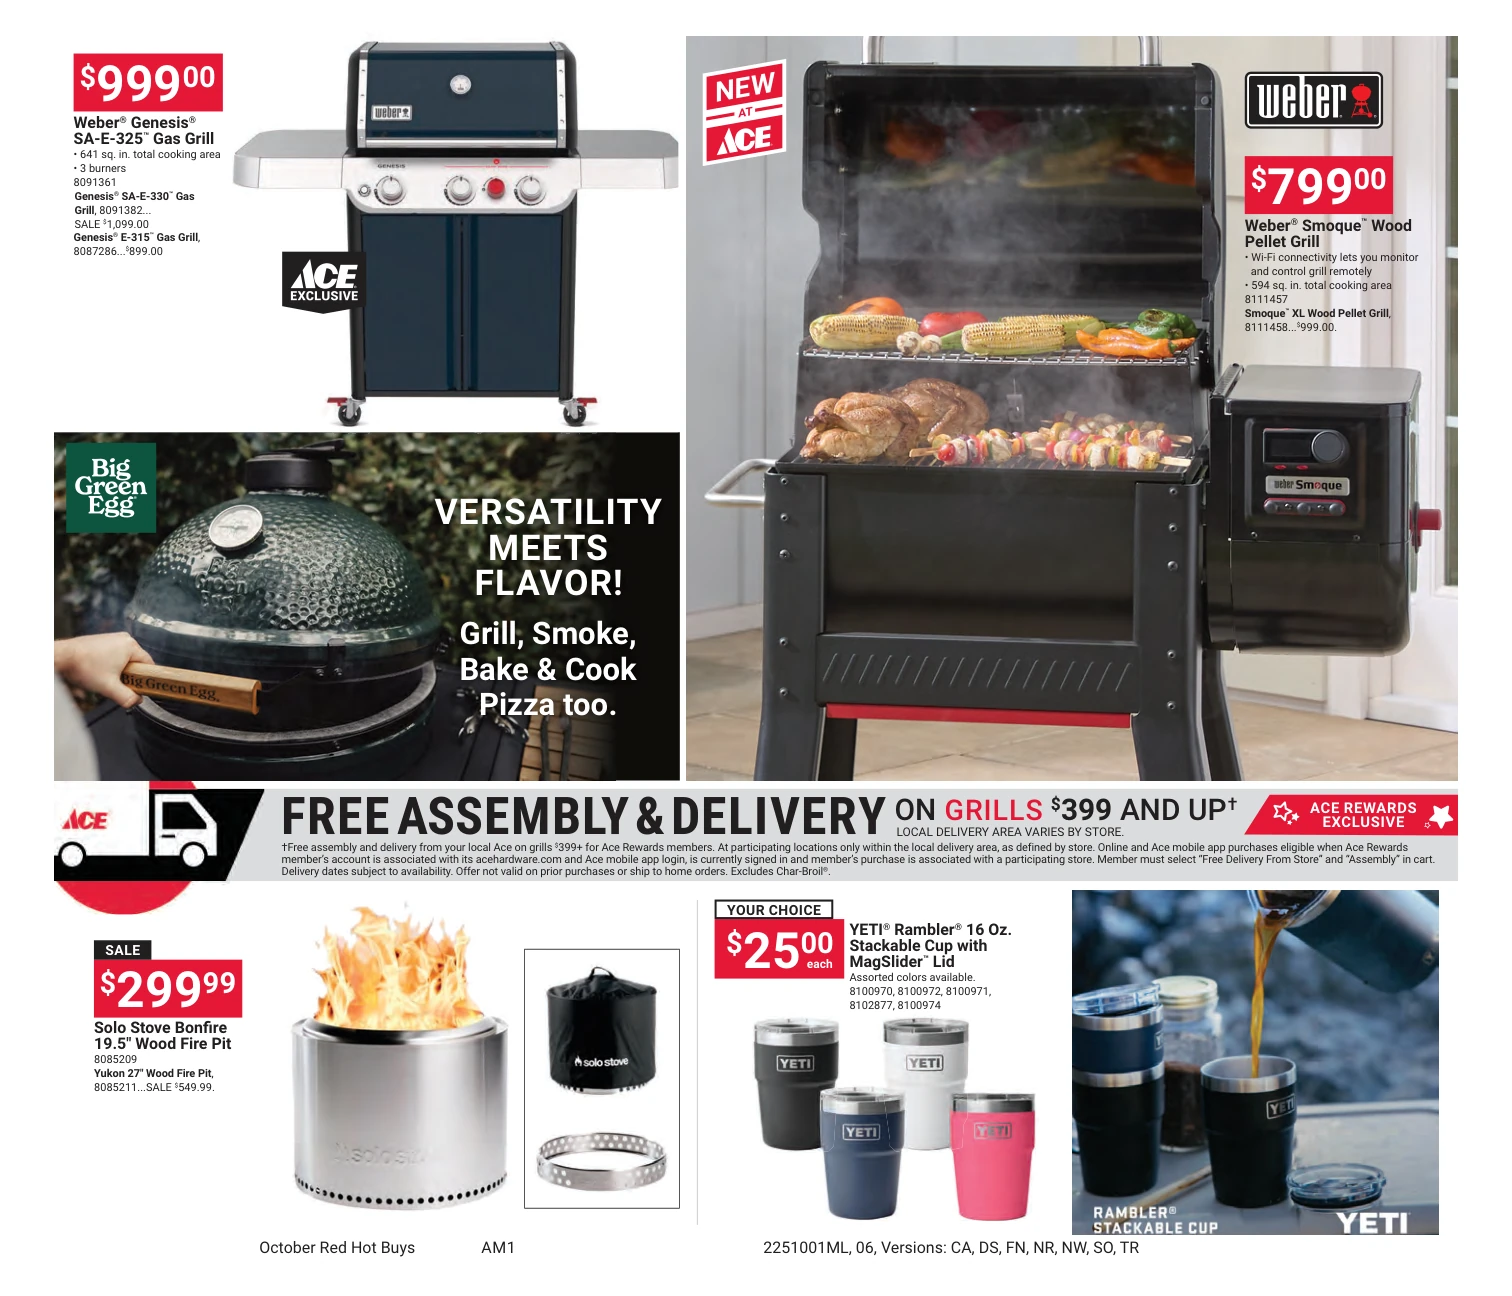 $999 00
Weber® Genesis®
SA-E-325™ Gas Grill
• 641 sq. in. total cooking area
• 3 burners
8091361
Genesis® SA-E-330™ Gas
Grill, 8091382...
SALE $1,099.00
Genesis® E-315™ Gas Grill,
8087286...$899.00
weber
GENESIS
ACE
EXCLUSIVE
NEW
AT
ACE
weber
$799 00
Weber® Smoque™ Wood
Pellet Grill
• Wi-Fi connectivity lets you monitor
and control grill remotely
• 594 sq. in. total cooking area
8111457
Smoque™ XL Wood Pellet Grill,
8111458...$999.00.
weber Smoque
Big
Green
Egg
Big Green Egg.
VERSATILITY
MEETS
FLAVOR!
Grill, Smoke,
Bake & Cook
Pizza too.
ACE
FREE ASSEMBLY & DELIVERY ON GRILLS $399 AND UP†
LOCAL DELIVERY AREA VARIES BY STORE.
ACE REWARDS
EXCLUSIVE
†Free assembly and delivery from your local Ace on grills $399+ for Ace Rewards members. At participating locations only within the local delivery area, as defined by store. Online and Ace mobile app purchases eligible when Ace Rewards
member's account is associated with its acehardware.com and Ace mobile app login, is currently signed in and member's purchase is associated with a participating store. Member must select "Free Delivery From Store" and "Assembly" in cart.
Delivery dates subject to availability. Offer not valid on prior purchases or ship to home orders. Excludes Char-Broil®.
SALE
$299 99
Solo Stove Bonfire
19.5" Wood Fire Pit
8085209
Yukon 27" Wood Fire Pit,
8085211...SALE $549.99.
solo stove
solo stove
YOUR CHOICE
$25 00
each
YETI® Rambler® 16 Oz.
Stackable Cup with
MagSlider™ Lid
Assorted colors available.
8100970, 8100972, 8100971,
8102877, 8100974
YETI
YETI
YETI
YETI
YETI
YETI
RAMBLER®
STACKABLE CUP
YETI
October Red Hot Buys AM1 2251001ML, 06, Versions: CA, DS, FN, NR, NW, SO, TR